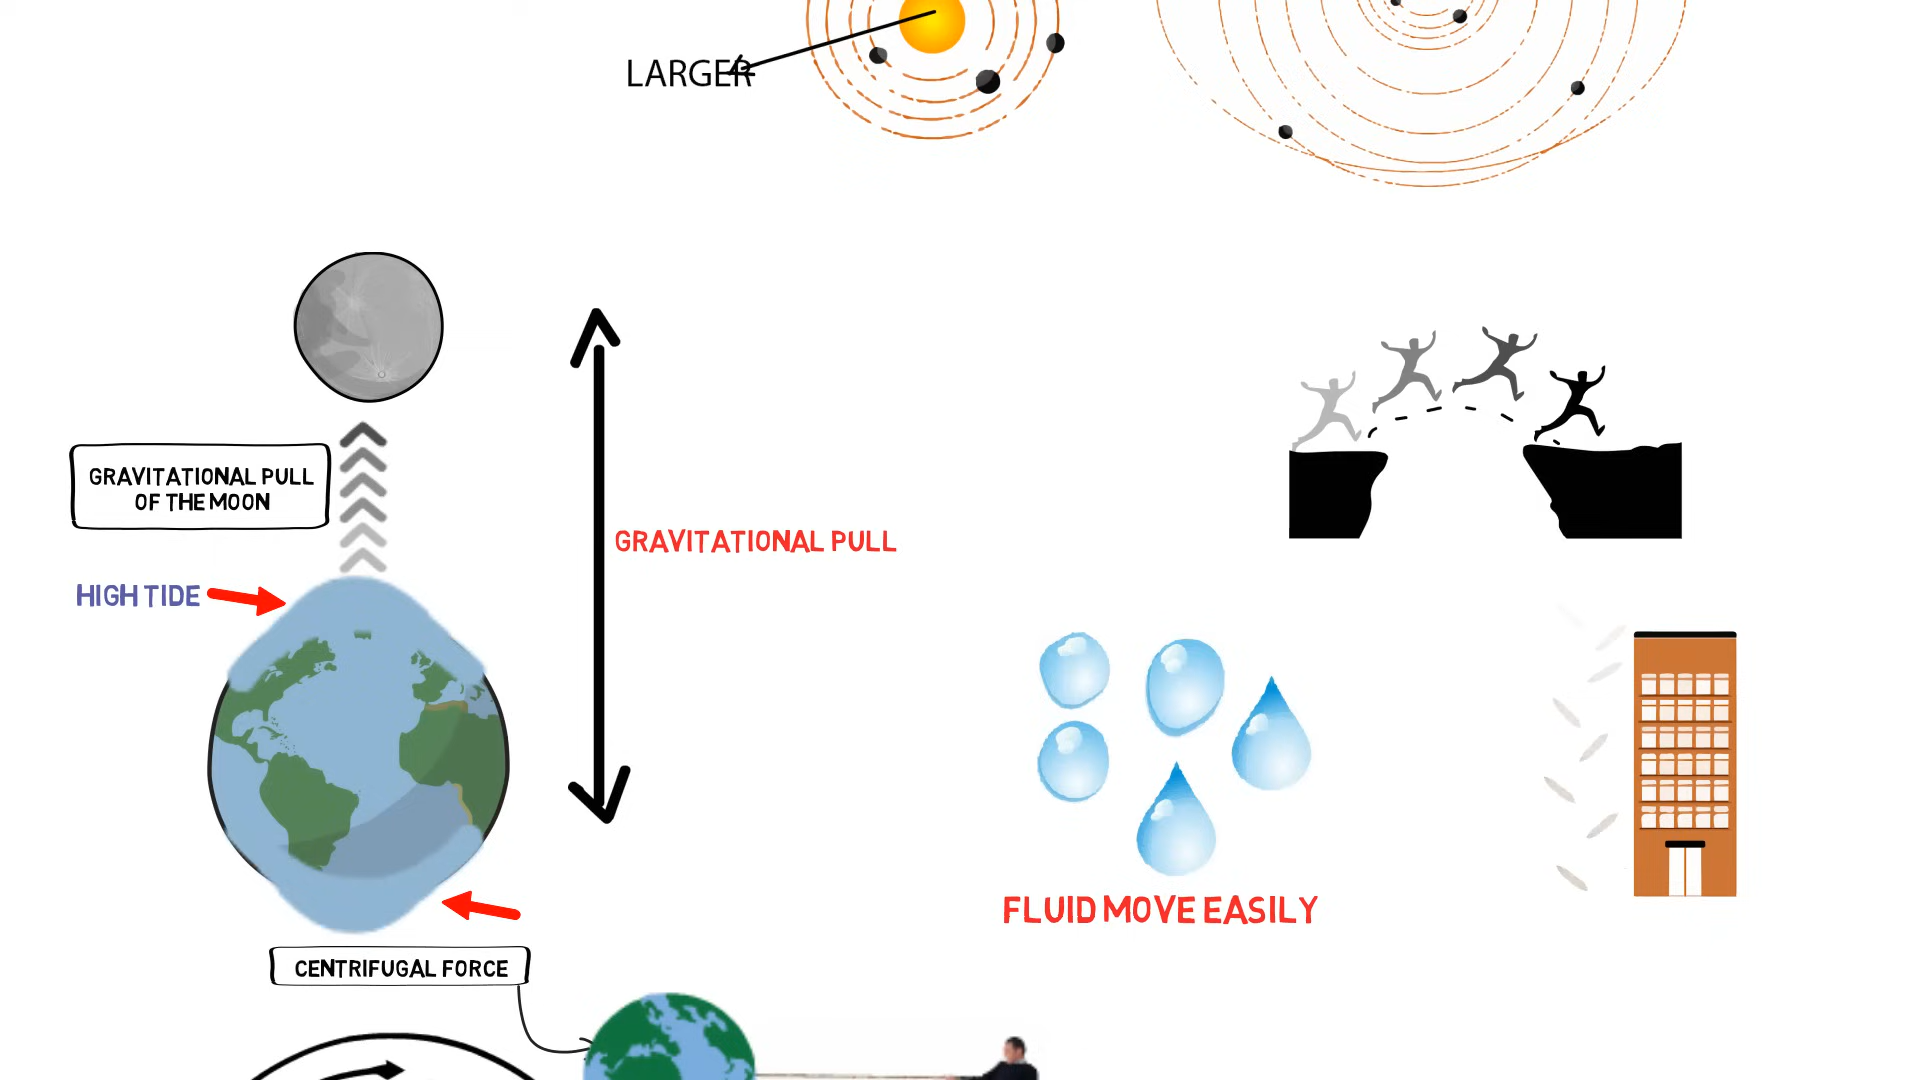 LARGER
GRAVITATIONAL PULL
OF THE MOON
GRAVITATIONAL PULL
HIGH TIDE
FLUID MOVE EASILY
CENTRIFUGAL FORCE